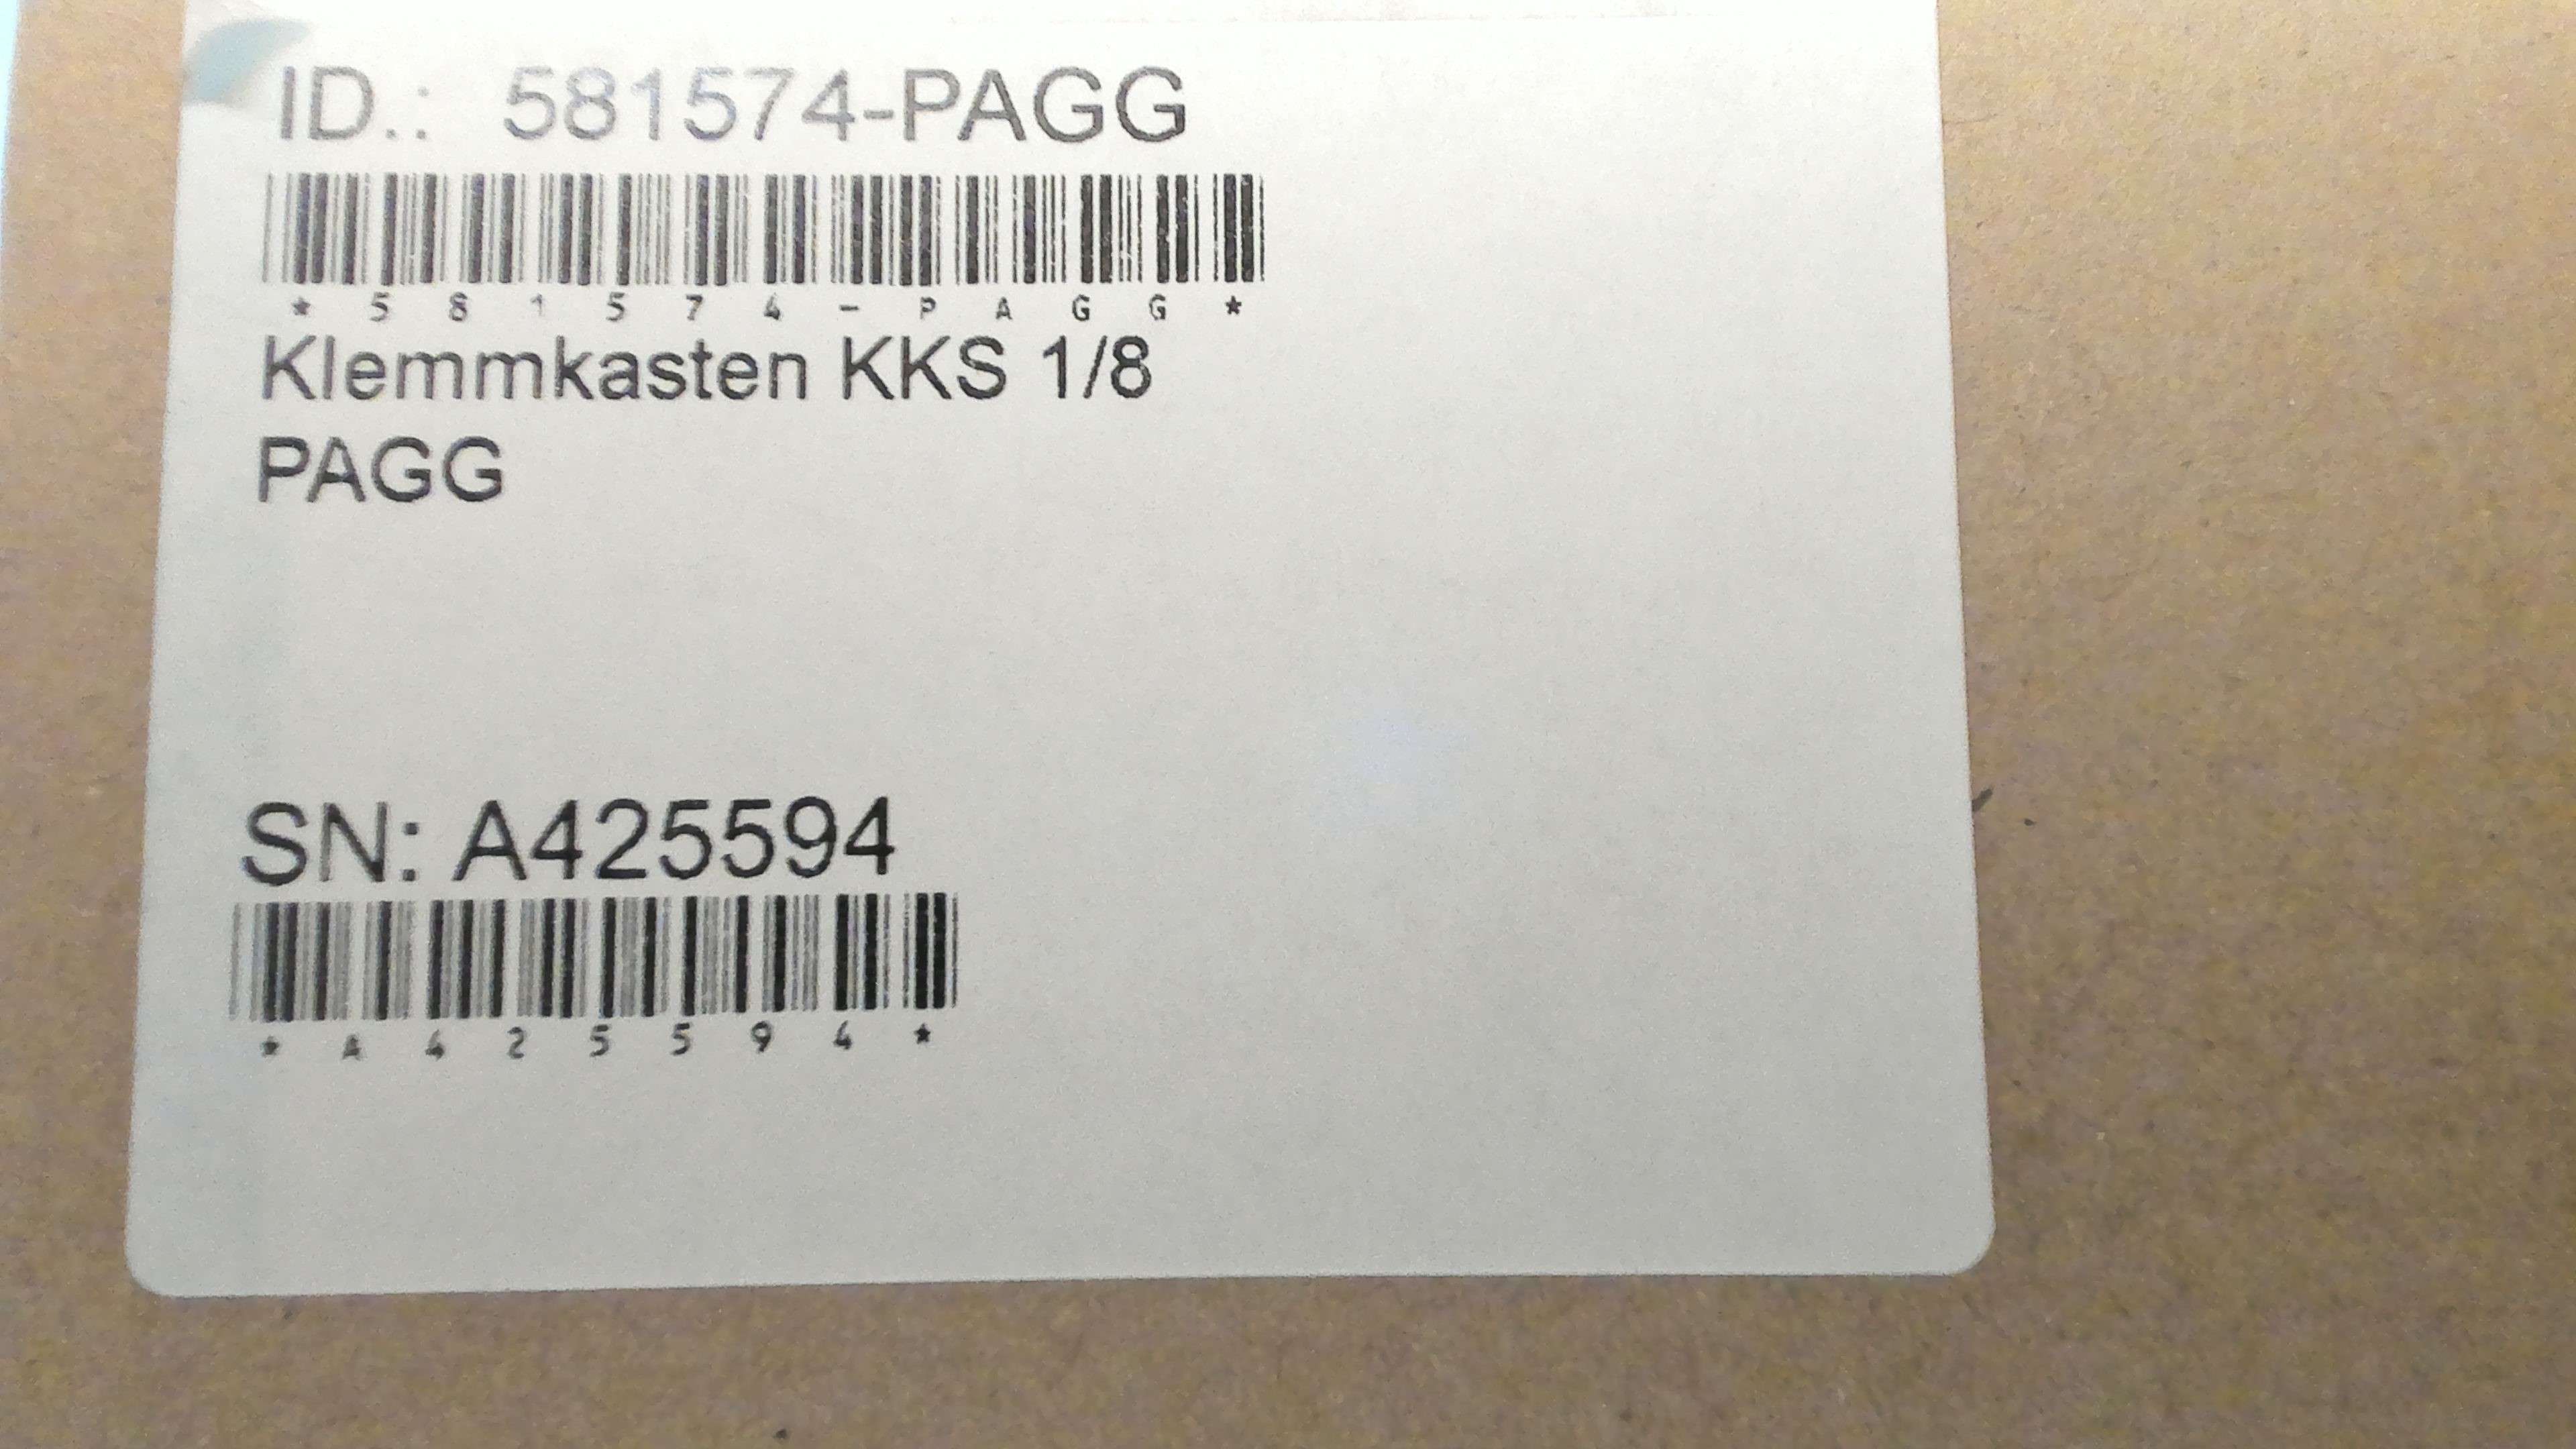 ID.: 581574-PAGG
*581574-PAGG*
Klemmkasten KKS 1/8
PAGG
SN: A425594
*A425594*